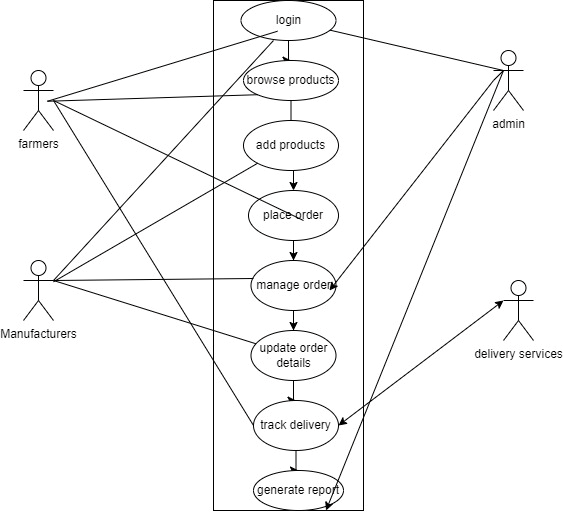 login
browse products
farmers
admin
add products
place order
manage order
Manufacturers
update order
details
delivery services
track delivery
generate report